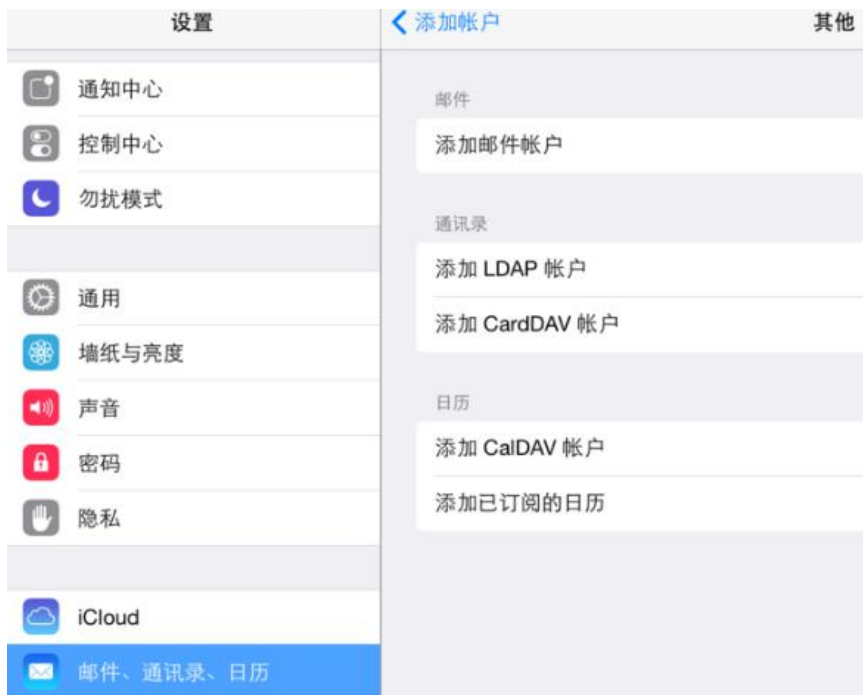 设置
通知中心
控制中心
勿扰模式
通用
墙纸与亮度
声音
密码
隐私
iCloud
邮件、通讯录、日历
添加帐户
其他
邮件
添加邮件帐户
通讯录
添加 LDAP 帐户
添加 CardDAV 帐户
日历
添加 CalDAV 帐户
添加已订阅的日历